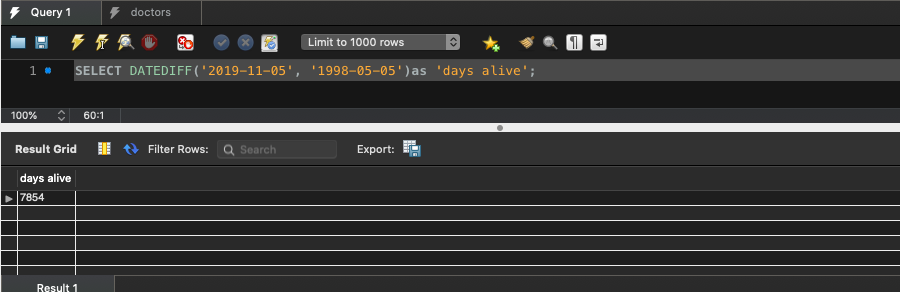 Query 1 doctors
Limit to 1000 rows
1 SELECT DATEDIFF('2019-11-05', '1998-05-05')as 'days alive';
100% 60:1
Result Grid Filter Rows: Search Export:
days alive
7854
Result 1